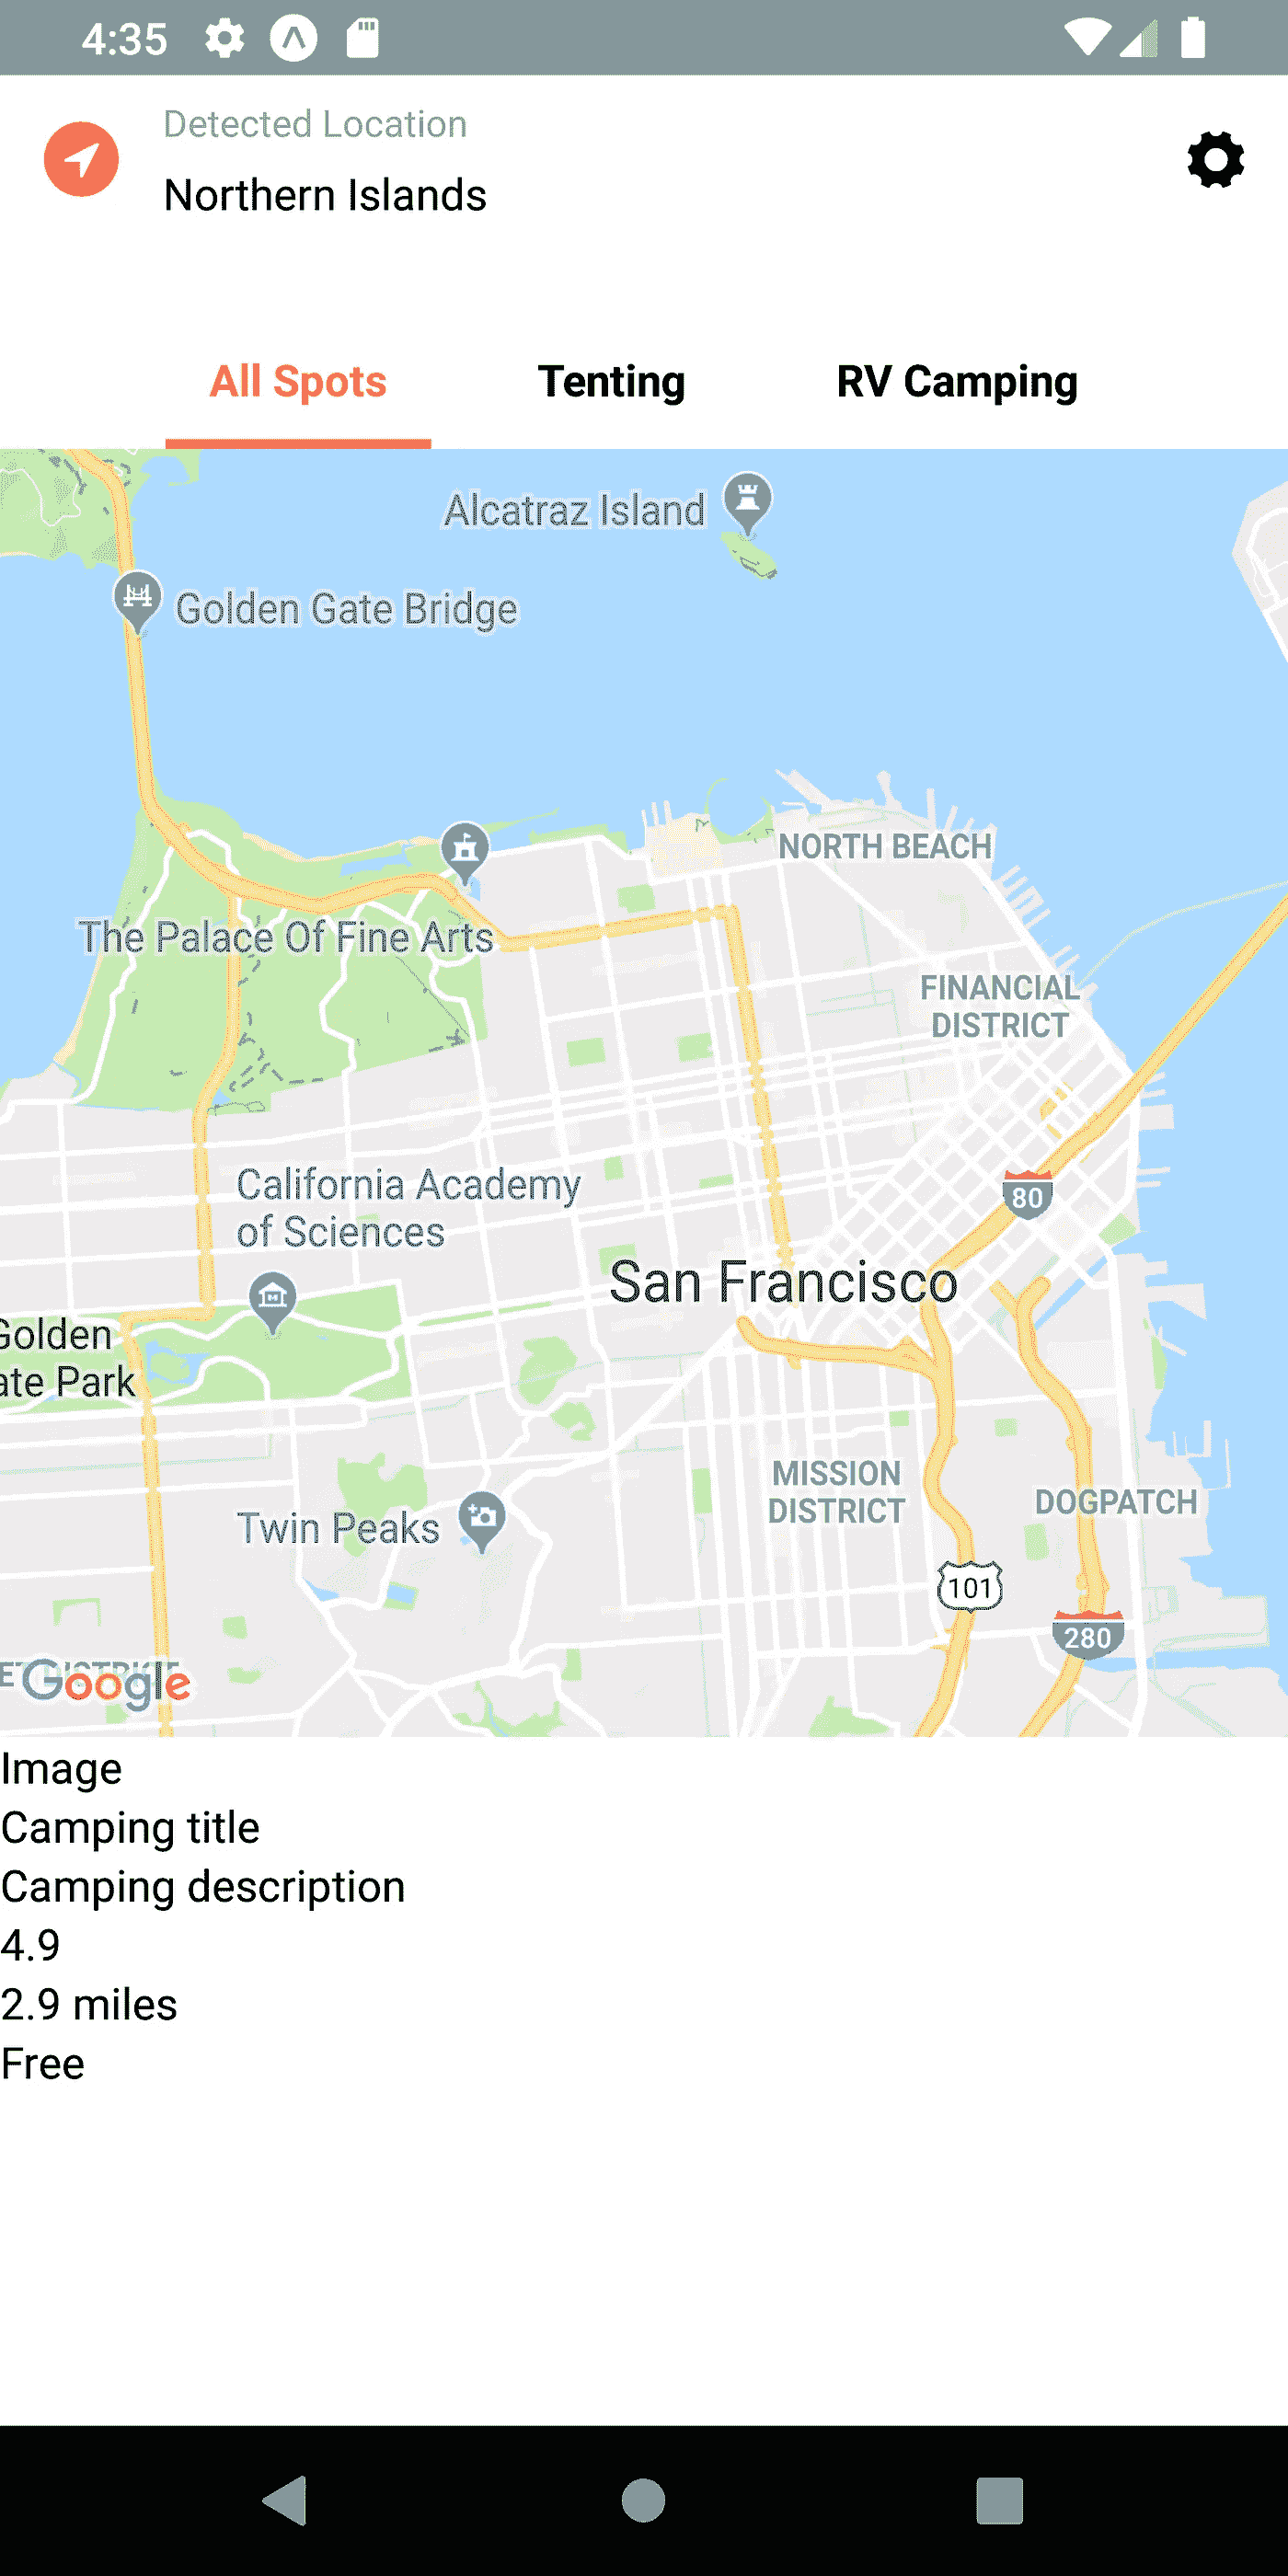 4:35
Detected Location
Northern Islands
All Spots
Tenting
RV Camping
Alcatraz Island
Golden Gate Bridge
NORTH BEACH
The Palace Of Fine Arts
FINANCIAL
DISTRICT
80
California Academy
of Sciences
San Francisco
Golden
ate Park
MISSION
DISTRICT
DOGPATCH
Twin Peaks
101
280
Google
Image
Camping title
Camping description
4.9
2.9 miles
Free